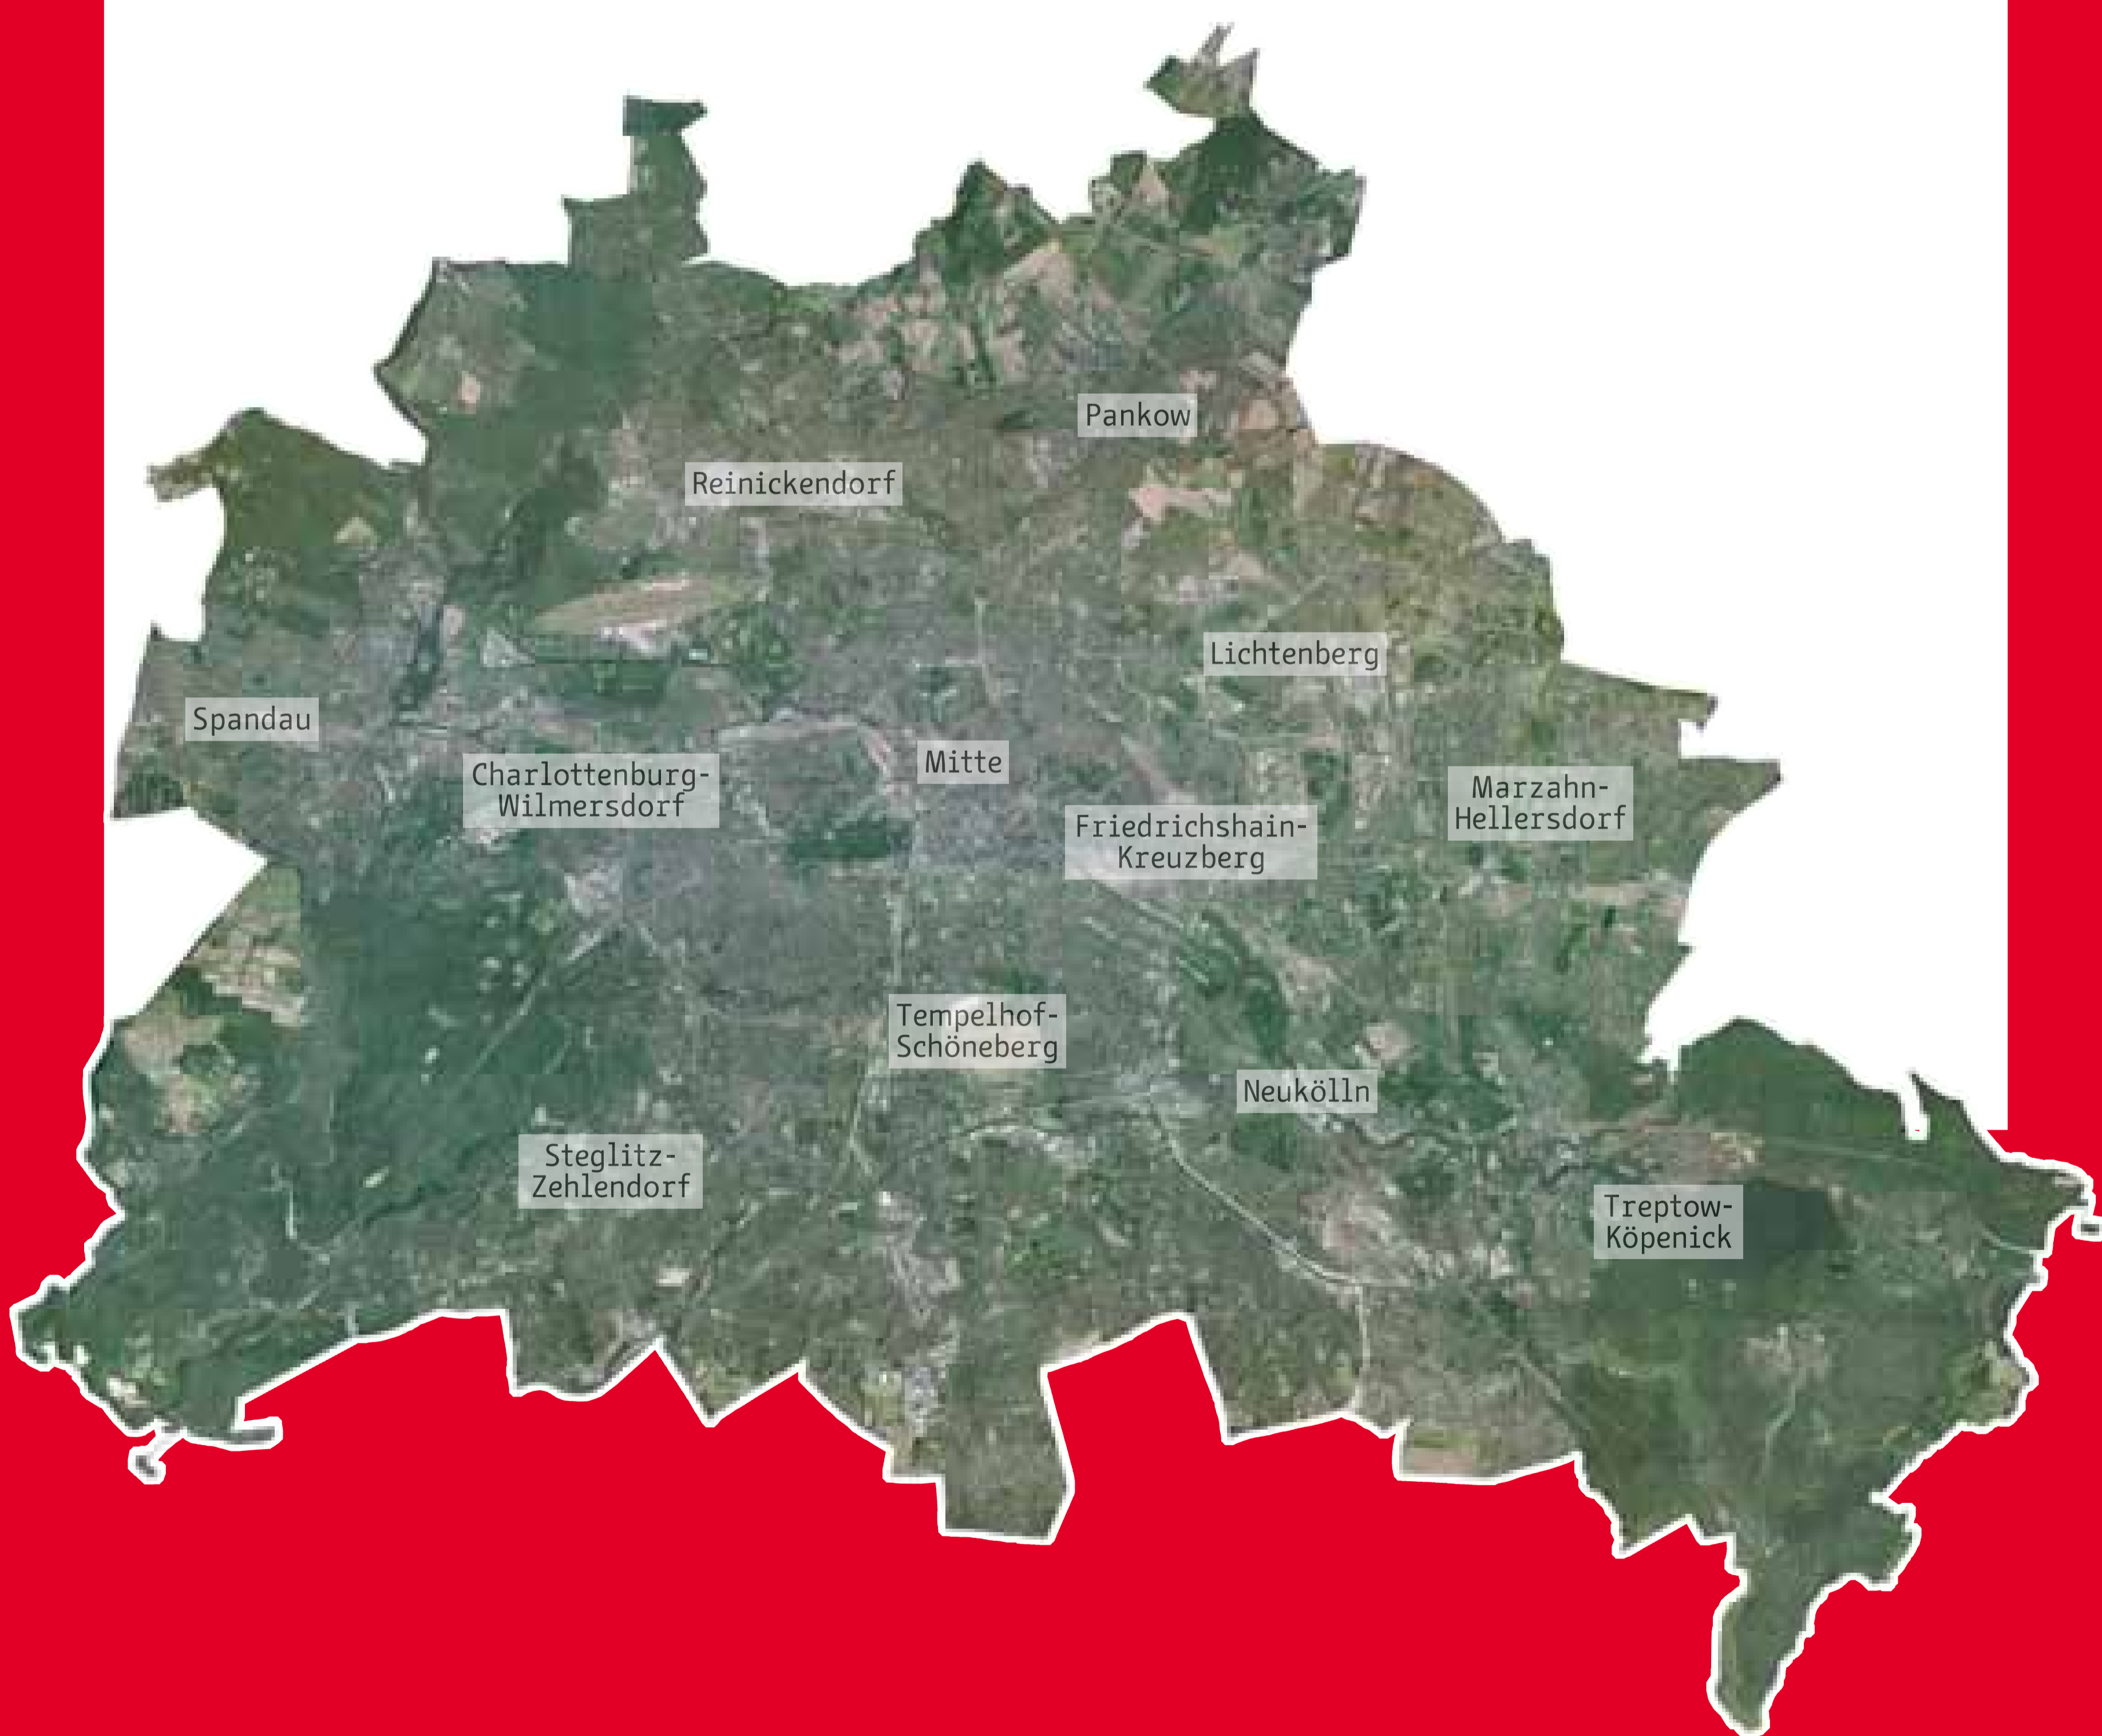 Pankow
Reinickendorf
Lichtenberg
Spandau
Charlottenburg-
Wilmersdorf
Mitte
Marzahn-
Hellersdorf
Friedrichshain-
Kreuzberg
Tempelhof-
Schöneberg
Neukölln
Steglitz-
Zehlendorf
Treptow-
Köpenick